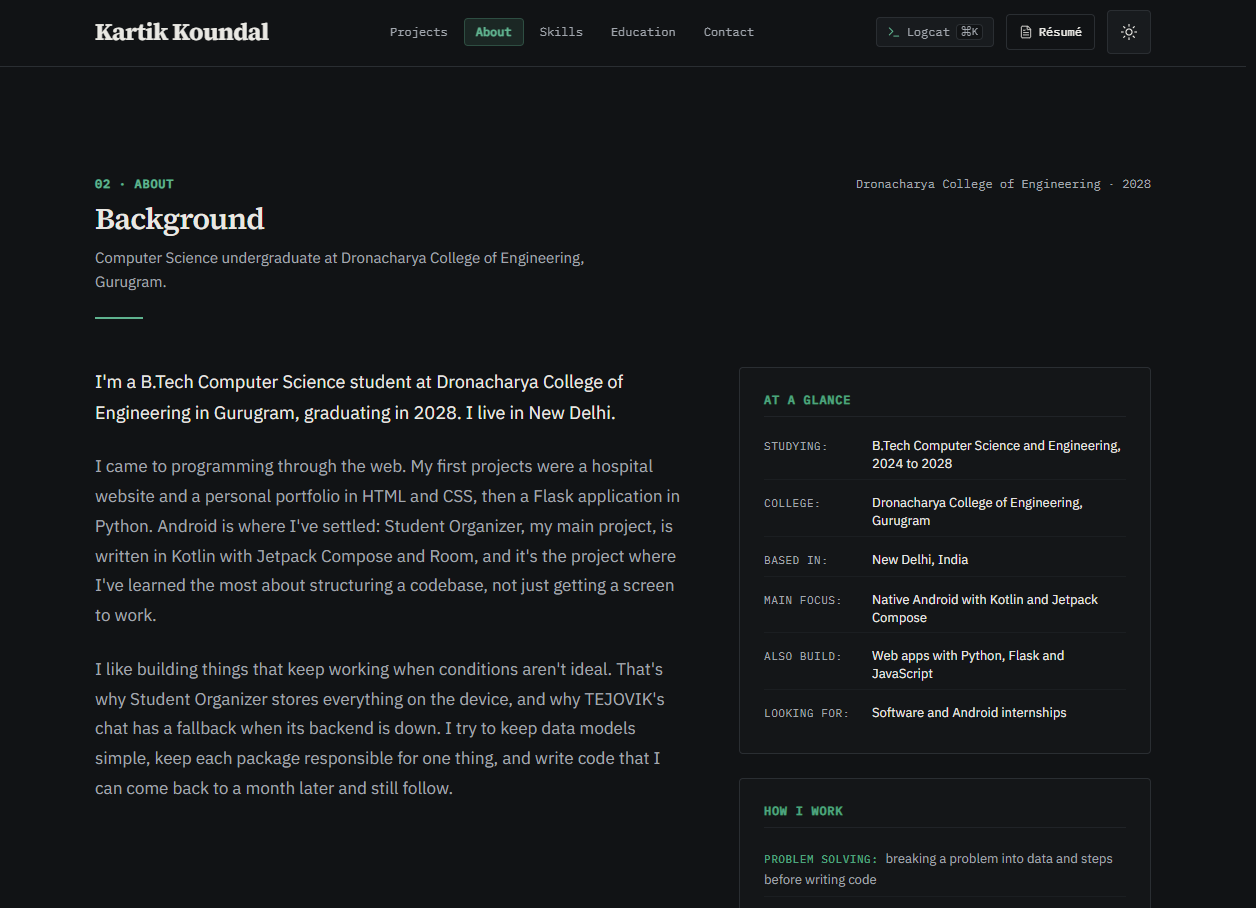 Kartik Koundal
Projects About Skills Education Contact
>_ Logcat ⌘K
Résumé
02 · ABOUT
Dronacharya College of Engineering · 2028
Background
Computer Science undergraduate at Dronacharya College of Engineering,
Gurugram.
I'm a B.Tech Computer Science student at Dronacharya College of
Engineering in Gurugram, graduating in 2028. I live in New Delhi.
I came to programming through the web. My first projects were a hospital
website and a personal portfolio in HTML and CSS, then a Flask application in
Python. Android is where I've settled: Student Organizer, my main project, is
written in Kotlin with Jetpack Compose and Room, and it's the project where
I've learned the most about structuring a codebase, not just getting a screen
to work.
I like building things that keep working when conditions aren't ideal. That's
why Student Organizer stores everything on the device, and why TEJOVIK's
chat has a fallback when its backend is down. I try to keep data models
simple, keep each package responsible for one thing, and write code that I
can come back to a month later and still follow.
AT A GLANCE
STUDYING: B.Tech Computer Science and Engineering,
2024 to 2028
COLLEGE: Dronacharya College of Engineering,
Gurugram
BASED IN: New Delhi, India
MAIN FOCUS: Native Android with Kotlin and Jetpack
Compose
ALSO BUILD: Web apps with Python, Flask and
JavaScript
LOOKING FOR: Software and Android internships
HOW I WORK
PROBLEM SOLVING: breaking a problem into data and steps
before writing code